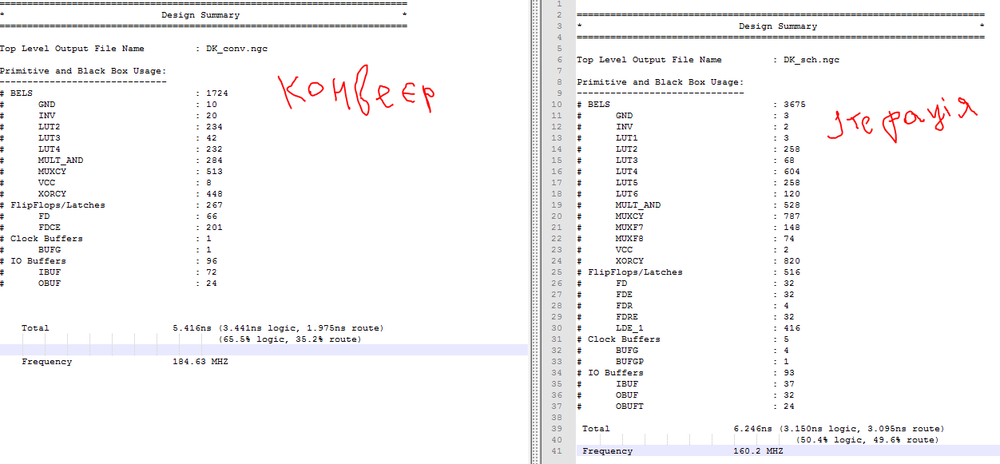 ================================================================================
* Design Summary *
================================================================================
Top Level Output File Name : DK_conv.ngc
Primitive and Black Box Usage:
------------------------------
# BELS : 1724
# GND : 10
# INV : 20
# LUT2 : 234
# LUT3 : 42
# LUT4 : 232
# MULT_AND : 284
# MUXCY : 513
# VCC : 8
# XORCY : 448
# FlipFlops/Latches : 267
# FD : 66
# FDCE : 201
# Clock Buffers : 1
# BUFG : 1
# IO Buffers : 96
# IBUF : 72
# OBUF : 24
Total 5.416ns (3.441ns logic, 1.975ns route)
(65.5% logic, 35.2% route)
Frequency 184.63 MHZ
конвеєр
1
2 ================================================================================
3 * Design Summary *
4 ================================================================================
5
6 Top Level Output File Name : DK_sch.ngc
7
8 Primitive and Black Box Usage:
9 ------------------------------
10 # BELS : 3675
11 # GND : 3
12 # INV : 2
13 # LUT1 : 3
14 # LUT2 : 258
15 # LUT3 : 68
16 # LUT4 : 604
17 # LUT5 : 258
18 # LUT6 : 120
19 # MULT_AND : 528
20 # MUXCY : 787
21 # MUXF7 : 148
22 # MUXF8 : 74
23 # VCC : 2
24 # XORCY : 820
25 # FlipFlops/Latches : 516
26 # FD : 32
27 # FDE : 32
28 # FDR : 4
29 # FDRE : 32
30 # LDE_1 : 416
31 # Clock Buffers : 5
32 # BUFG : 4
33 # BUFGP : 1
34 # IO Buffers : 93
35 # IBUF : 37
36 # OBUF : 32
37 # OBUFT : 24
38
39 Total 6.246ns (3.150ns logic, 3.095ns route)
40 (50.4% logic, 49.6% route)
41 Frequency 160.2 MHZ
ітерація